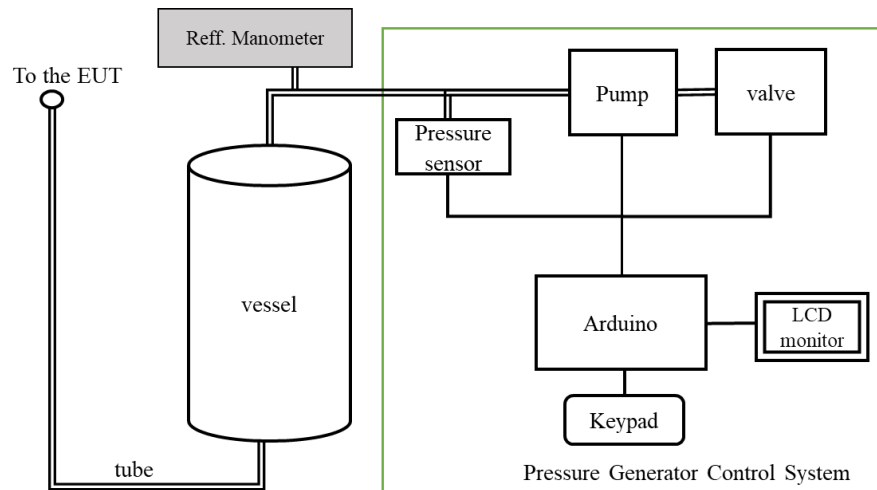 Reff. Manometer
To the EUT
Pump
valve
Pressure
sensor
vessel
Arduino
LCD
monitor
Keypad
tube
Pressure Generator Control System